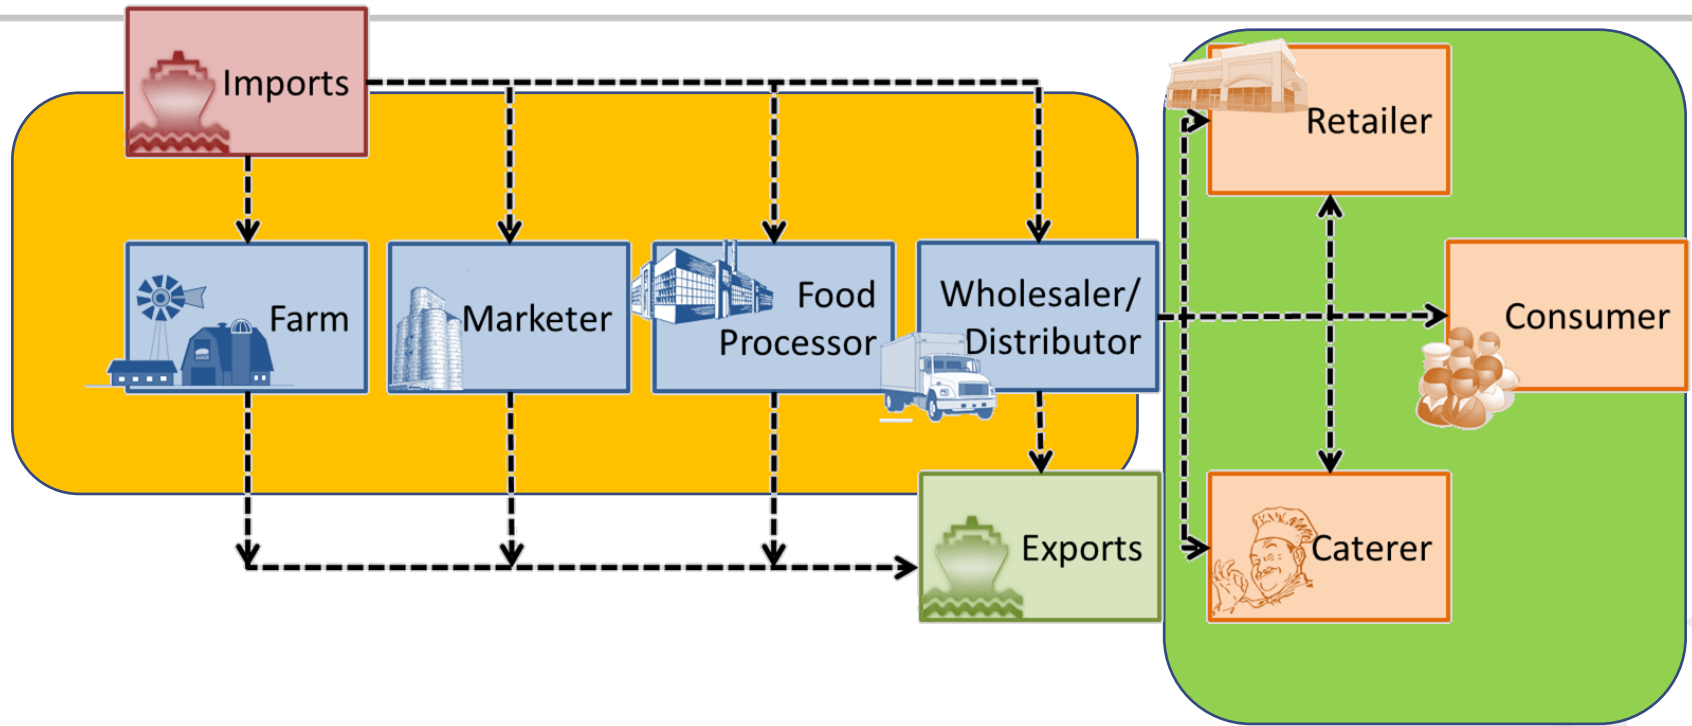 Imports
Retailer
Farm
Marketer
Food
Processor
Wholesaler/
Distributor
Consumer
Exports
Caterer